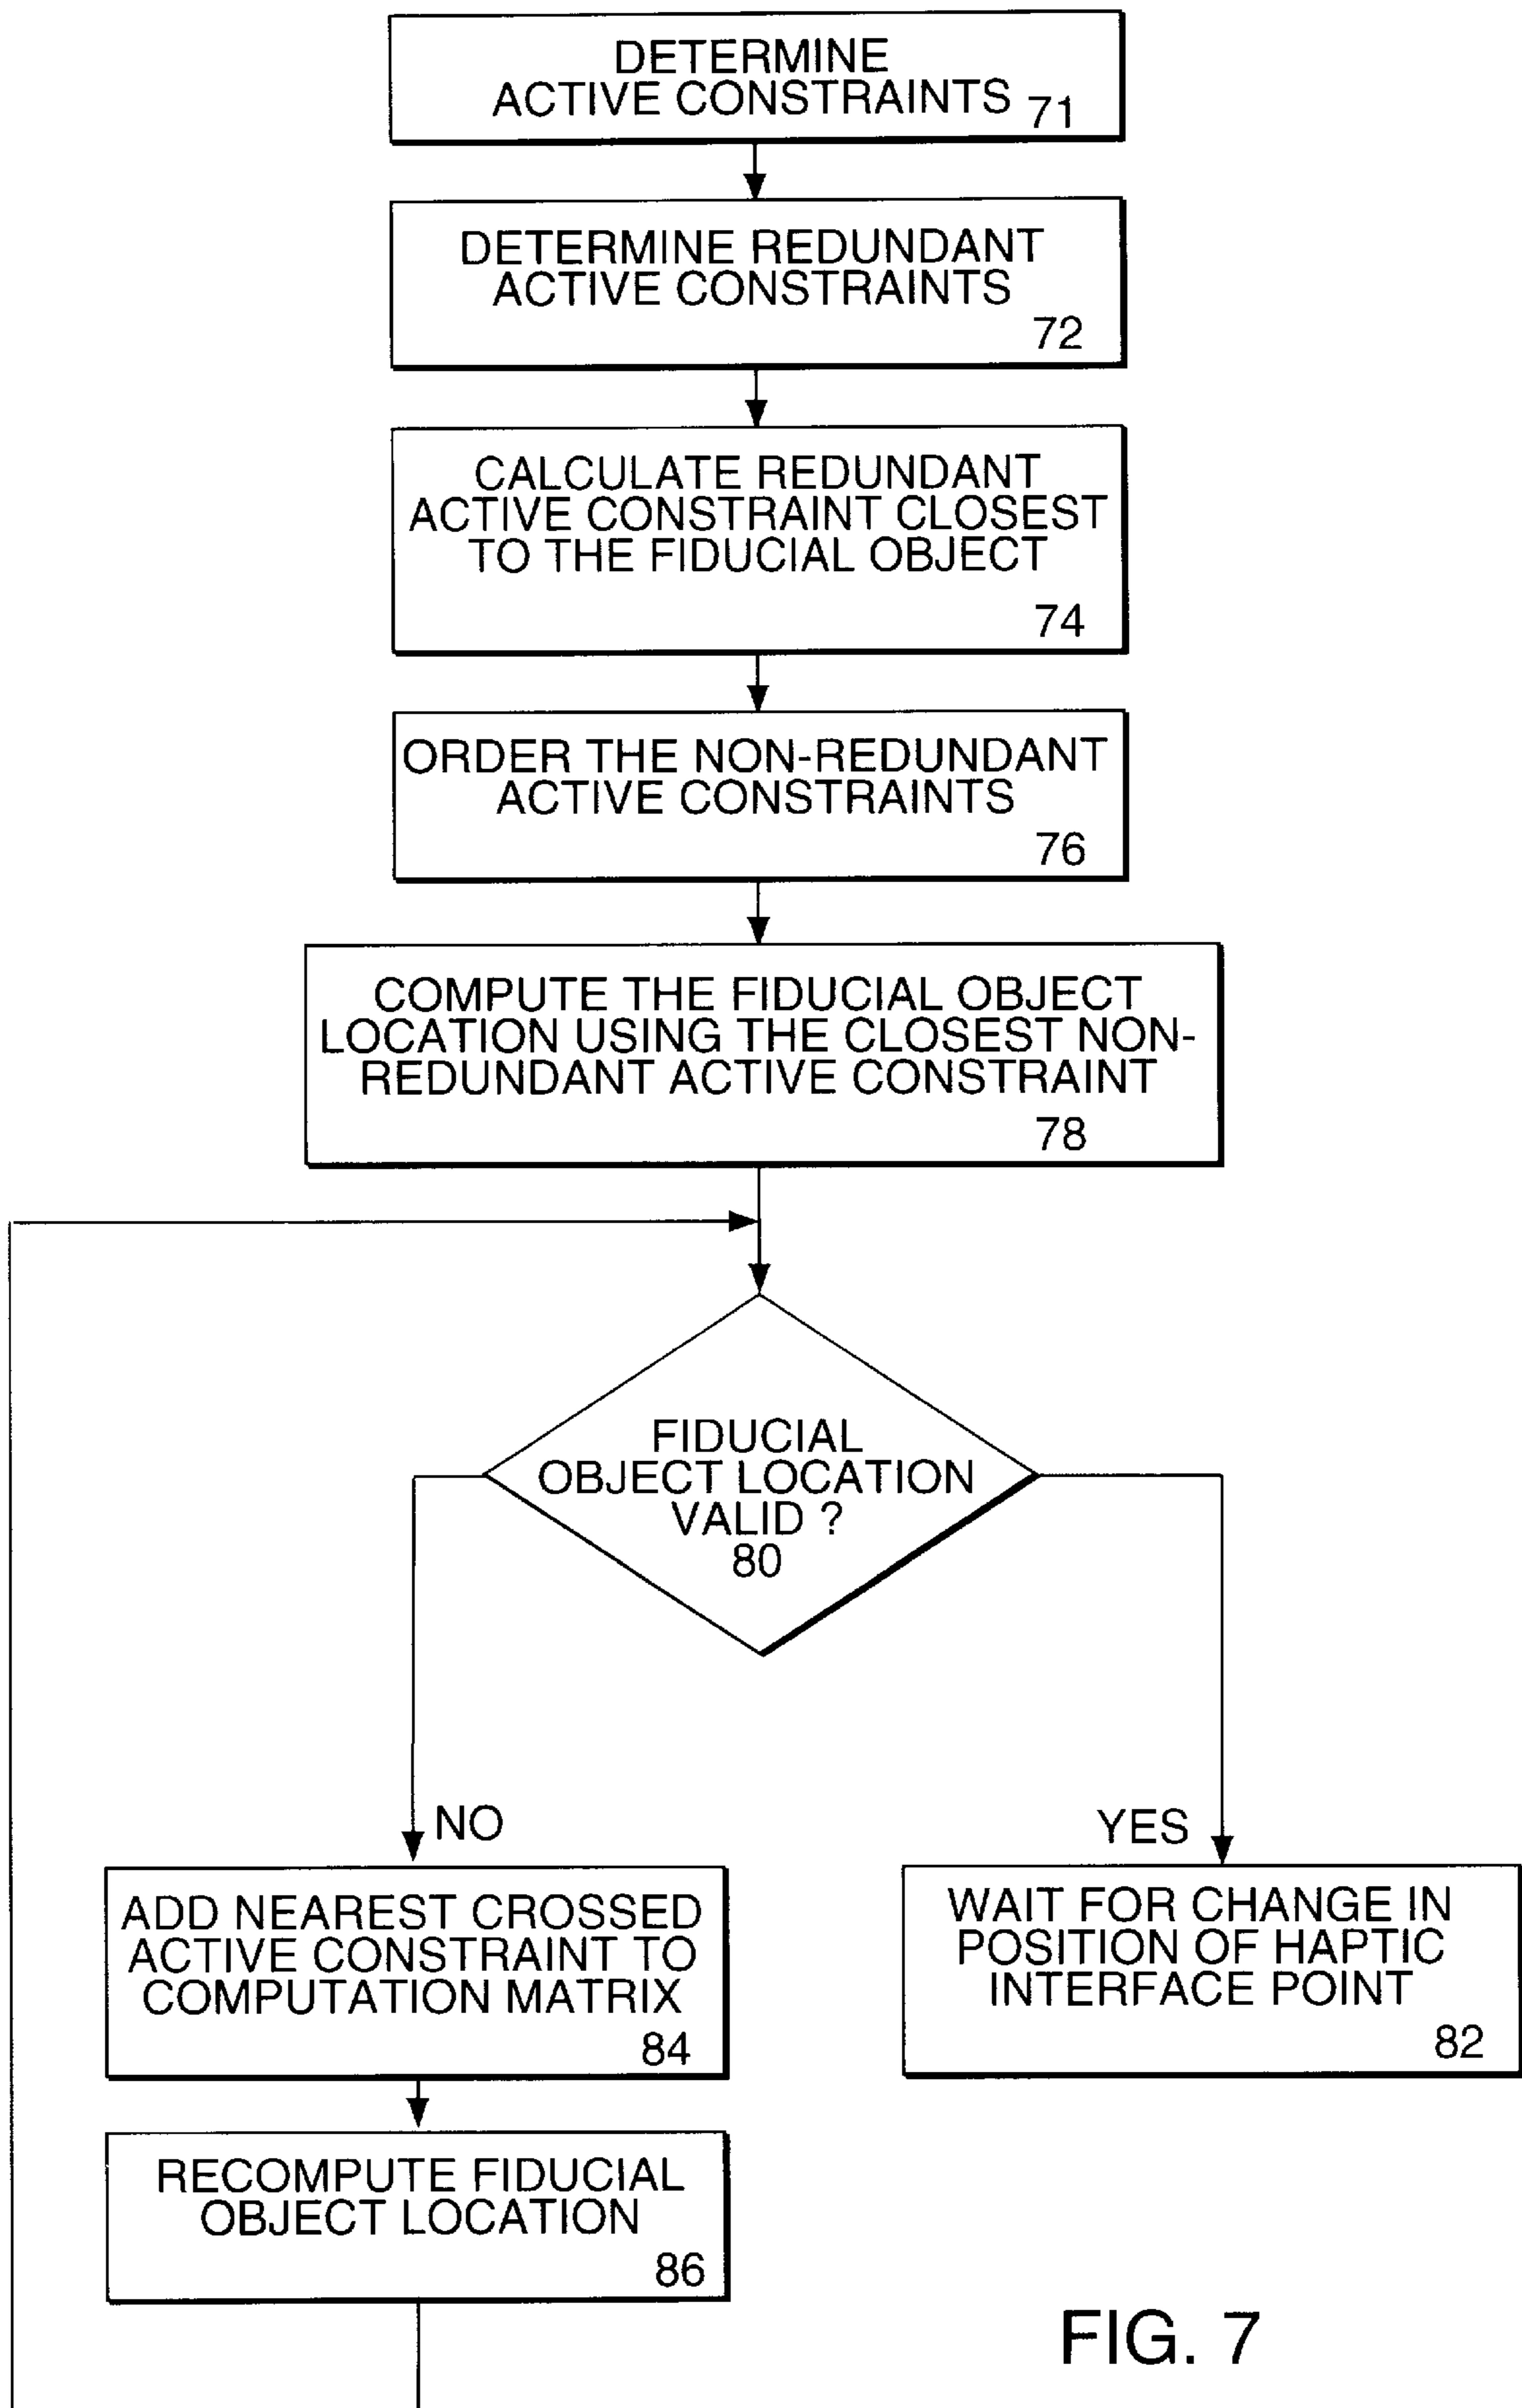 DETERMINE
ACTIVE CONSTRAINTS 71
DETERMINE REDUNDANT
ACTIVE CONSTRAINTS
72
CALCULATE REDUNDANT
ACTIVE CONSTRAINT CLOSEST
TO THE FIDUCIAL OBJECT
74
ORDER THE NON-REDUNDANT
ACTIVE CONSTRAINTS
76
COMPUTE THE FIDUCIAL OBJECT
LOCATION USING THE CLOSEST NON-
REDUNDANT ACTIVE CONSTRAINT
78
FIDUCIAL
OBJECT LOCATION
VALID ?
80
NO
YES
ADD NEAREST CROSSED
ACTIVE CONSTRAINT TO
COMPUTATION MATRIX
84
WAIT FOR CHANGE IN
POSITION OF HAPTIC
INTERFACE POINT
82
RECOMPUTE FIDUCIAL
OBJECT LOCATION
86
FIG. 7